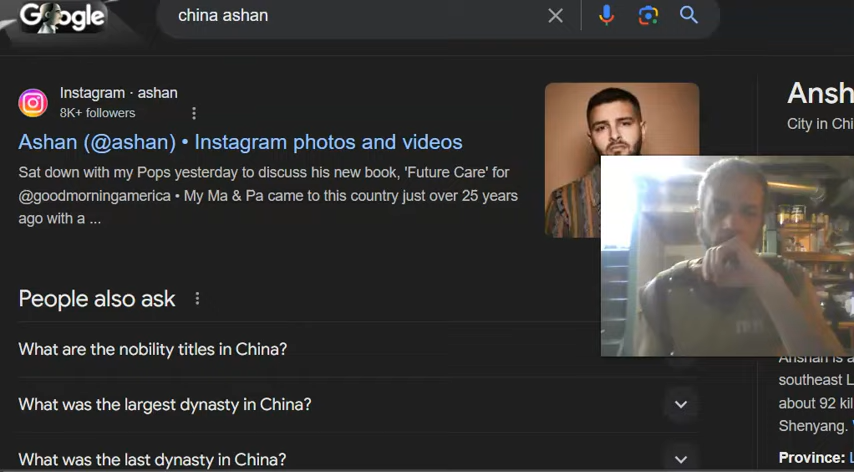 Google
china ashan
Instagram · ashan
8K+ followers
Ashan (@ashan) • Instagram photos and videos
Sat down with my Pops yesterday to discuss his new book, 'Future Care' for
@goodmorningamerica • My Ma & Pa came to this country just over 25 years
ago with a ...
People also ask
What are the nobility titles in China?
What was the largest dynasty in China?
What was the last dynasty in China?
Ansh
City in Chi
Anshan is a
southeast L
about 92 kil
Shenyang.
Province: L